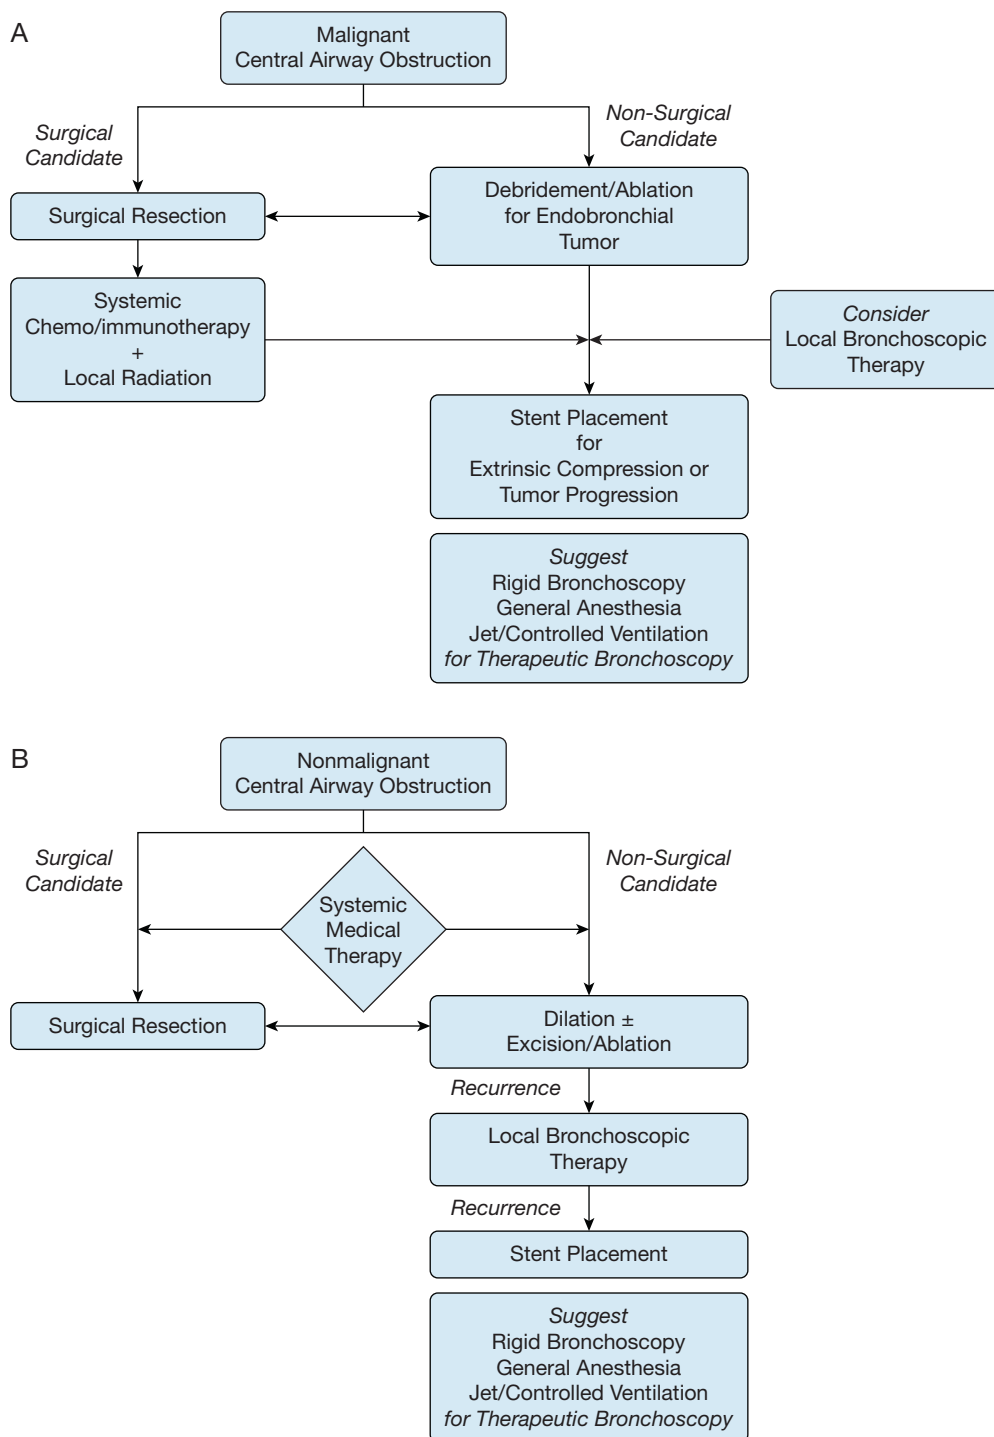 A
Malignant
Central Airway Obstruction
Surgical
Candidate
Non-Surgical
Candidate
Surgical Resection
Debridement/Ablation
for Endobronchial
Tumor
Systemic
Chemo/immunotherapy
+
Local Radiation
Consider
Local Bronchoscopic
Therapy
Stent Placement
for
Extrinsic Compression or
Tumor Progression
Suggest
Rigid Bronchoscopy
General Anesthesia
Jet/Controlled Ventilation
for Therapeutic Bronchoscopy
B
Nonmalignant
Central Airway Obstruction
Surgical
Candidate
Non-Surgical
Candidate
Systemic
Medical
Therapy
Surgical Resection
Dilation ±
Excision/Ablation
Recurrence
Local Bronchoscopic
Therapy
Recurrence
Stent Placement
Suggest
Rigid Bronchoscopy
General Anesthesia
Jet/Controlled Ventilation
for Therapeutic Bronchoscopy